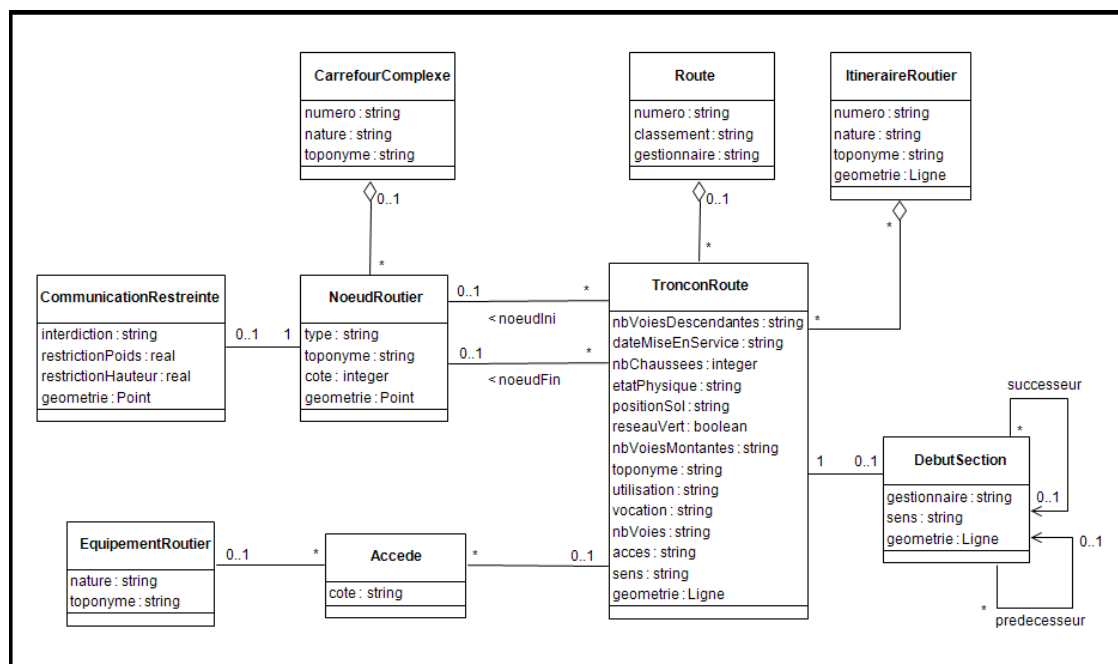 CarrefourComplexe
numero : string
nature : string
toponyme : string
0..1
*
Route
numero : string
classement : string
gestionnaire : string
0..1
*
ItineraireRoutier
numero : string
nature : string
toponyme : string
geometrie : Ligne
*
*
CommunicationRestreinte
interdiction : string
restrictionPoids : real
restrictionHauteur : real
geometrie : Point
0..1
1
NoeudRoutier
type : string
toponyme : string
cote : integer
geometrie : Point
0..1
*
< noeudIni
0..1
*
< noeudFin
TronconRoute
nbVoiesDescendantes : string
dateMiseEnService : string
nbChaussees : integer
etatPhysique : string
positionSol : string
reseauVert : boolean
nbVoiesMontantes : string
toponyme : string
utilisation : string
vocation : string
nbVoies : string
acces : string
sens : string
geometrie : Ligne
1
0..1
successeur
*
0..1
DebutSection
gestionnaire : string
sens : string
geometrie : Ligne
0..1
*
predecesseur
EquipementRoutier
nature : string
toponyme : string
0..1
*
Accede
cote : string
*
0..1